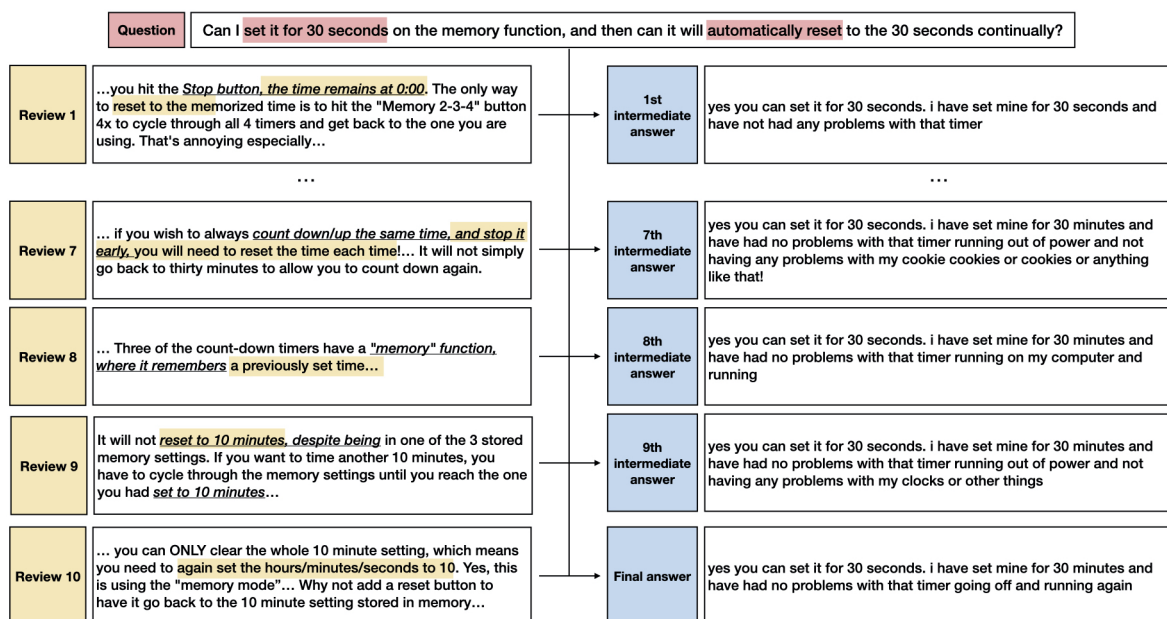 Question
Can I set it for 30 seconds on the memory function, and then can it will automatically reset to the 30 seconds continually?
Review 1
…you hit the Stop button, the time remains at 0:00. The only way
to reset to the memorized time is to hit the "Memory 2-3-4" button
4x to cycle through all 4 timers and get back to the one you are
using. That's annoying especially…
1st
intermediate
answer
yes you can set it for 30 seconds. i have set mine for 30 seconds and
have not had any problems with that timer
...
...
Review 7
… if you wish to always count down/up the same time, and stop it
early, you will need to reset the time each time!… It will not simply
go back to thirty minutes to allow you to count down again.
7th
intermediate
answer
yes you can set it for 30 seconds. i have set mine for 30 minutes and
have had no problems with that timer running out of power and not
having any problems with my cookie cookies or cookies or anything
like that!
Review 8
… Three of the count-down timers have a "memory" function,
where it remembers a previously set time…
8th
intermediate
answer
yes you can set it for 30 seconds. i have set mine for 30 minutes and
have had no problems with that timer running on my computer and
running
Review 9
It will not reset to 10 minutes, despite being in one of the 3 stored
memory settings. If you want to time another 10 minutes, you
have to cycle through the memory settings until you reach the one
you had set to 10 minutes…
9th
intermediate
answer
yes you can set it for 30 seconds. i have set mine for 30 minutes and
have had no problems with that timer running out of power and not
having any problems with my clocks or other things
Review 10
… you can ONLY clear the whole 10 minute setting, which means
you need to again set the hours/minutes/seconds to 10. Yes, this
is using the "memory mode"… Why not add a reset button to
have it go back to the 10 minute setting stored in memory…
Final answer
yes you can set it for 30 seconds. i have set mine for 30 minutes and
have had no problems with that timer going off and running again